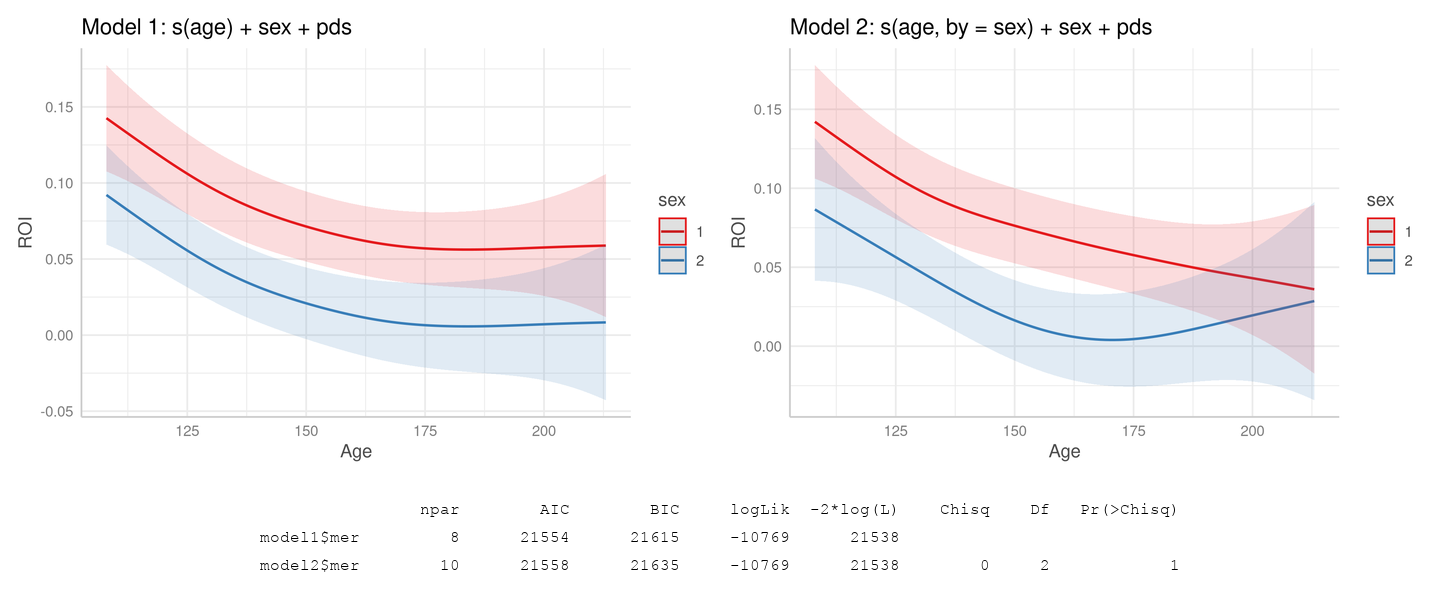 Model 1: s(age) + sex + pds
0.15
0.10
0.05
0.00
-0.05
ROI
125 150 175 200
Age
sex
1
2
Model 2: s(age, by = sex) + sex + pds
0.15
0.10
0.05
0.00
ROI
125 150 175 200
Age
sex
1
2
npar AIC BIC logLik -2*log(L) Chisq Df Pr(>Chisq)
model1$mer 8 21554 21615 -10769 21538
model2$mer 10 21558 21635 -10769 21538 0 2 1